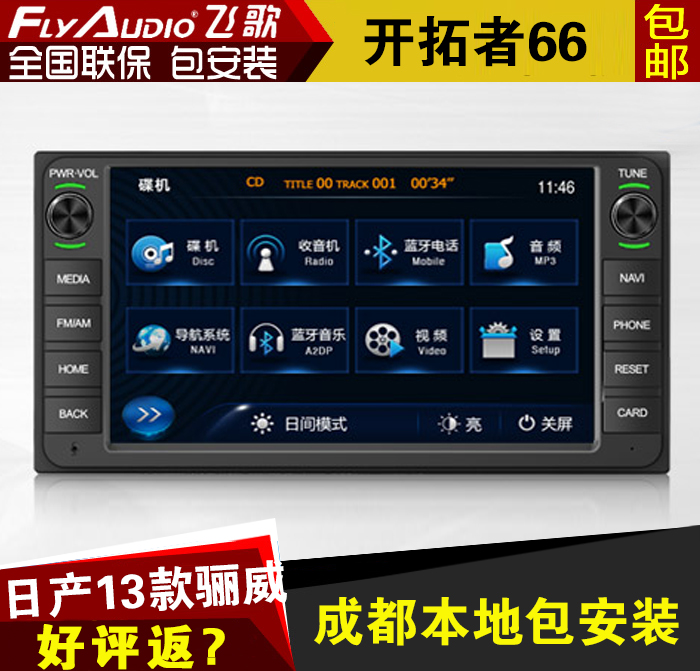 FLYAUDIO® 飞歌
全国联保 包安装
开拓者66
包邮
PWR·VOL
TUNE
碟机
CD TITLE 00 TRACK 001 00'34"
11:46
碟机
Disc
收音机
Radio
蓝牙电话
Mobile
音频
MP3
MEDIA
NAVI
FM/AM
PHONE
导航系统
NAVI
蓝牙音乐
A2DP
视频
Video
设置
Setup
HOME
RESET
BACK
CARD
>>
日间模式
亮
关屏
日产13款骊威
好评返？
成都本地包安装